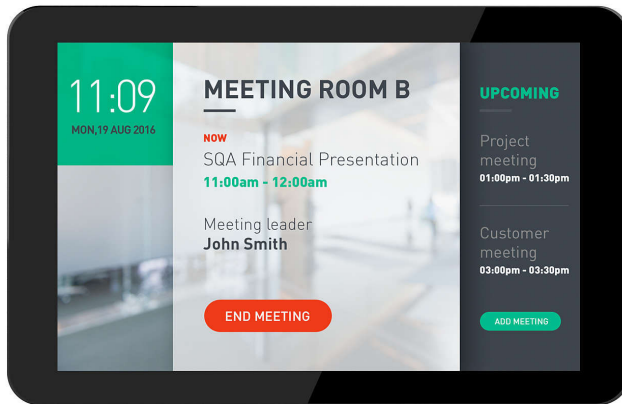 11:09
MON,19 AUG 2016
MEETING ROOM B
NOW
SQA Financial Presentation
11:00am - 12:00am
Meeting leader
John Smith
END MEETING
UPCOMING
Project
meeting
01:00pm - 01:30pm
Customer
meeting
03:00pm - 03:30pm
ADD MEETING